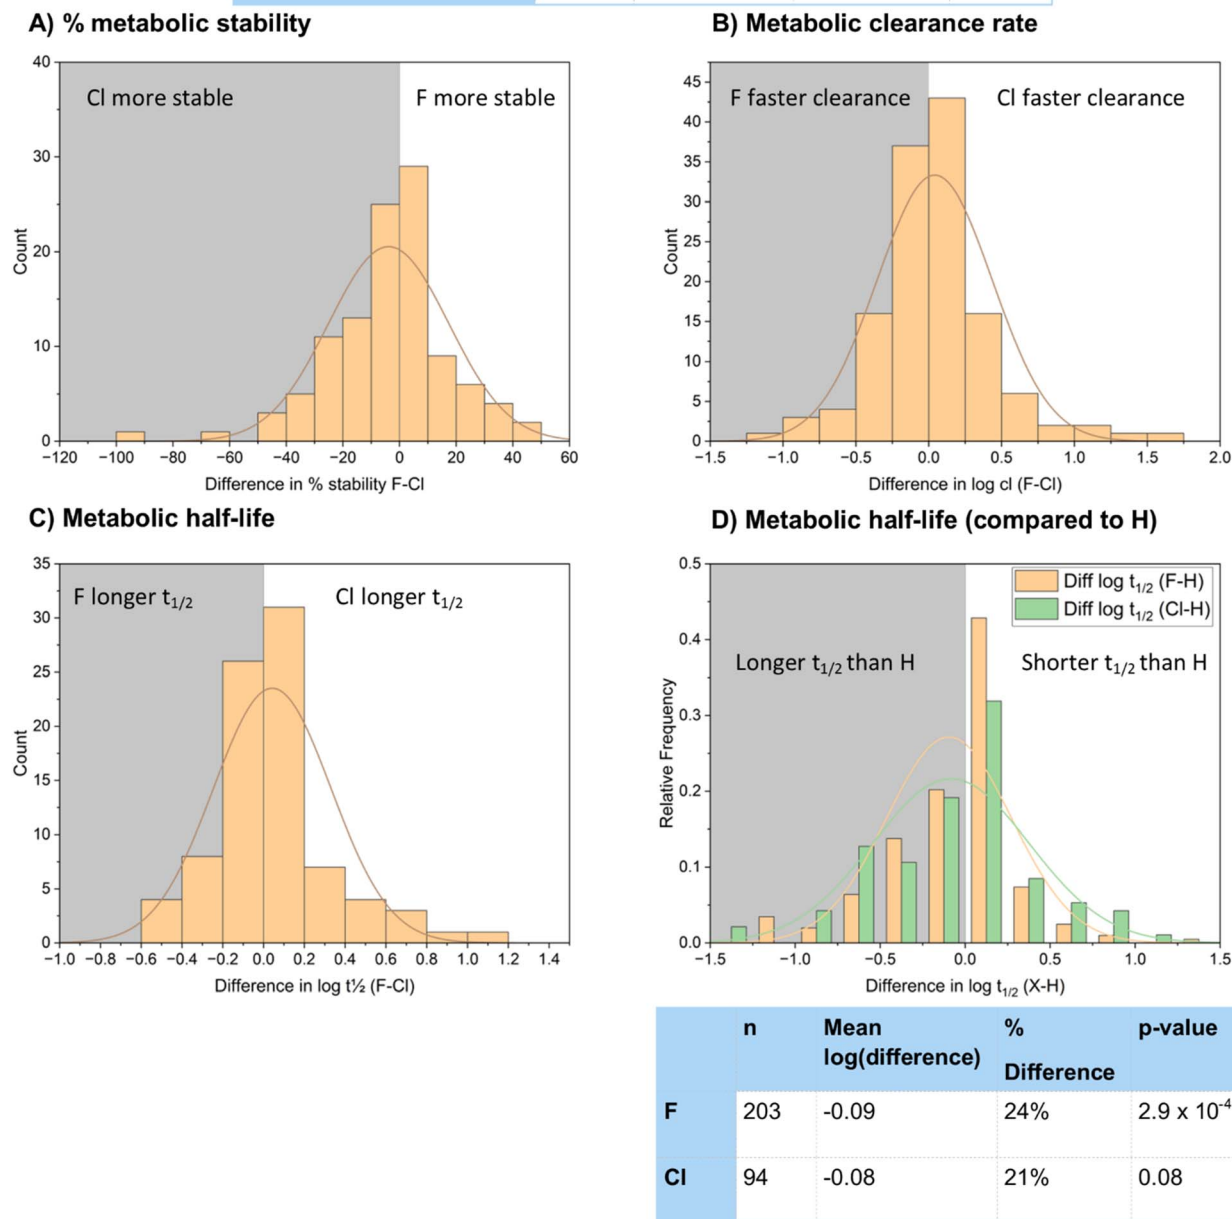 A) % metabolic stability
40
30
20
10
0
Count
Cl more stable
F more stable
−120 −100 −80 −60 −40 −20 0 20 40 60
Difference in % stability F-Cl
B) Metabolic clearance rate
45
40
35
30
25
20
15
10
5
0
Count
F faster clearance
Cl faster clearance
−1.5 −1.0 −0.5 0.0 0.5 1.0 1.5 2.0
Difference in log cl (F-Cl)
C) Metabolic half-life
35
30
25
20
15
10
5
0
Count
F longer t1/2
Cl longer t1/2
−1.0 −0.8 −0.6 −0.4 −0.2 0.0 0.2 0.4 0.6 0.8 1.0 1.2 1.4
Difference in log t½ (F-Cl)
D) Metabolic half-life (compared to H)
0.5
0.4
0.3
0.2
0.1
0.0
Relative Frequency
Diff log t1/2 (F-H)
Diff log t1/2 (Cl-H)
Longer t1/2 than H
Shorter t1/2 than H
−1.5 −1.0 −0.5 0.0 0.5 1.0 1.5
Difference in log t1/2 (X-H)
n Mean log(difference) % Difference p-value
F 203 -0.09 24% 2.9 x 10-4
Cl 94 -0.08 21% 0.08